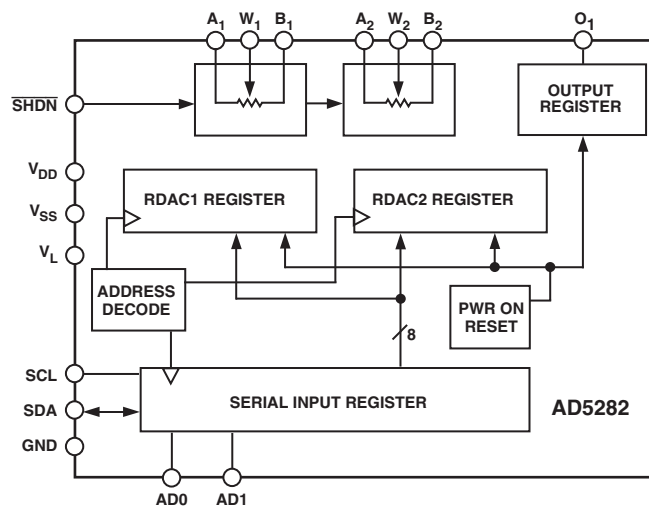 A1 W1 B1 A2 W2 B2 O1
SHDN
OUTPUT
REGISTER
VDD
RDAC1 REGISTER
RDAC2 REGISTER
VSS
VL
ADDRESS
DECODE
PWR ON
RESET
8
SCL
SERIAL INPUT REGISTER
AD5282
SDA
GND
AD0 AD1